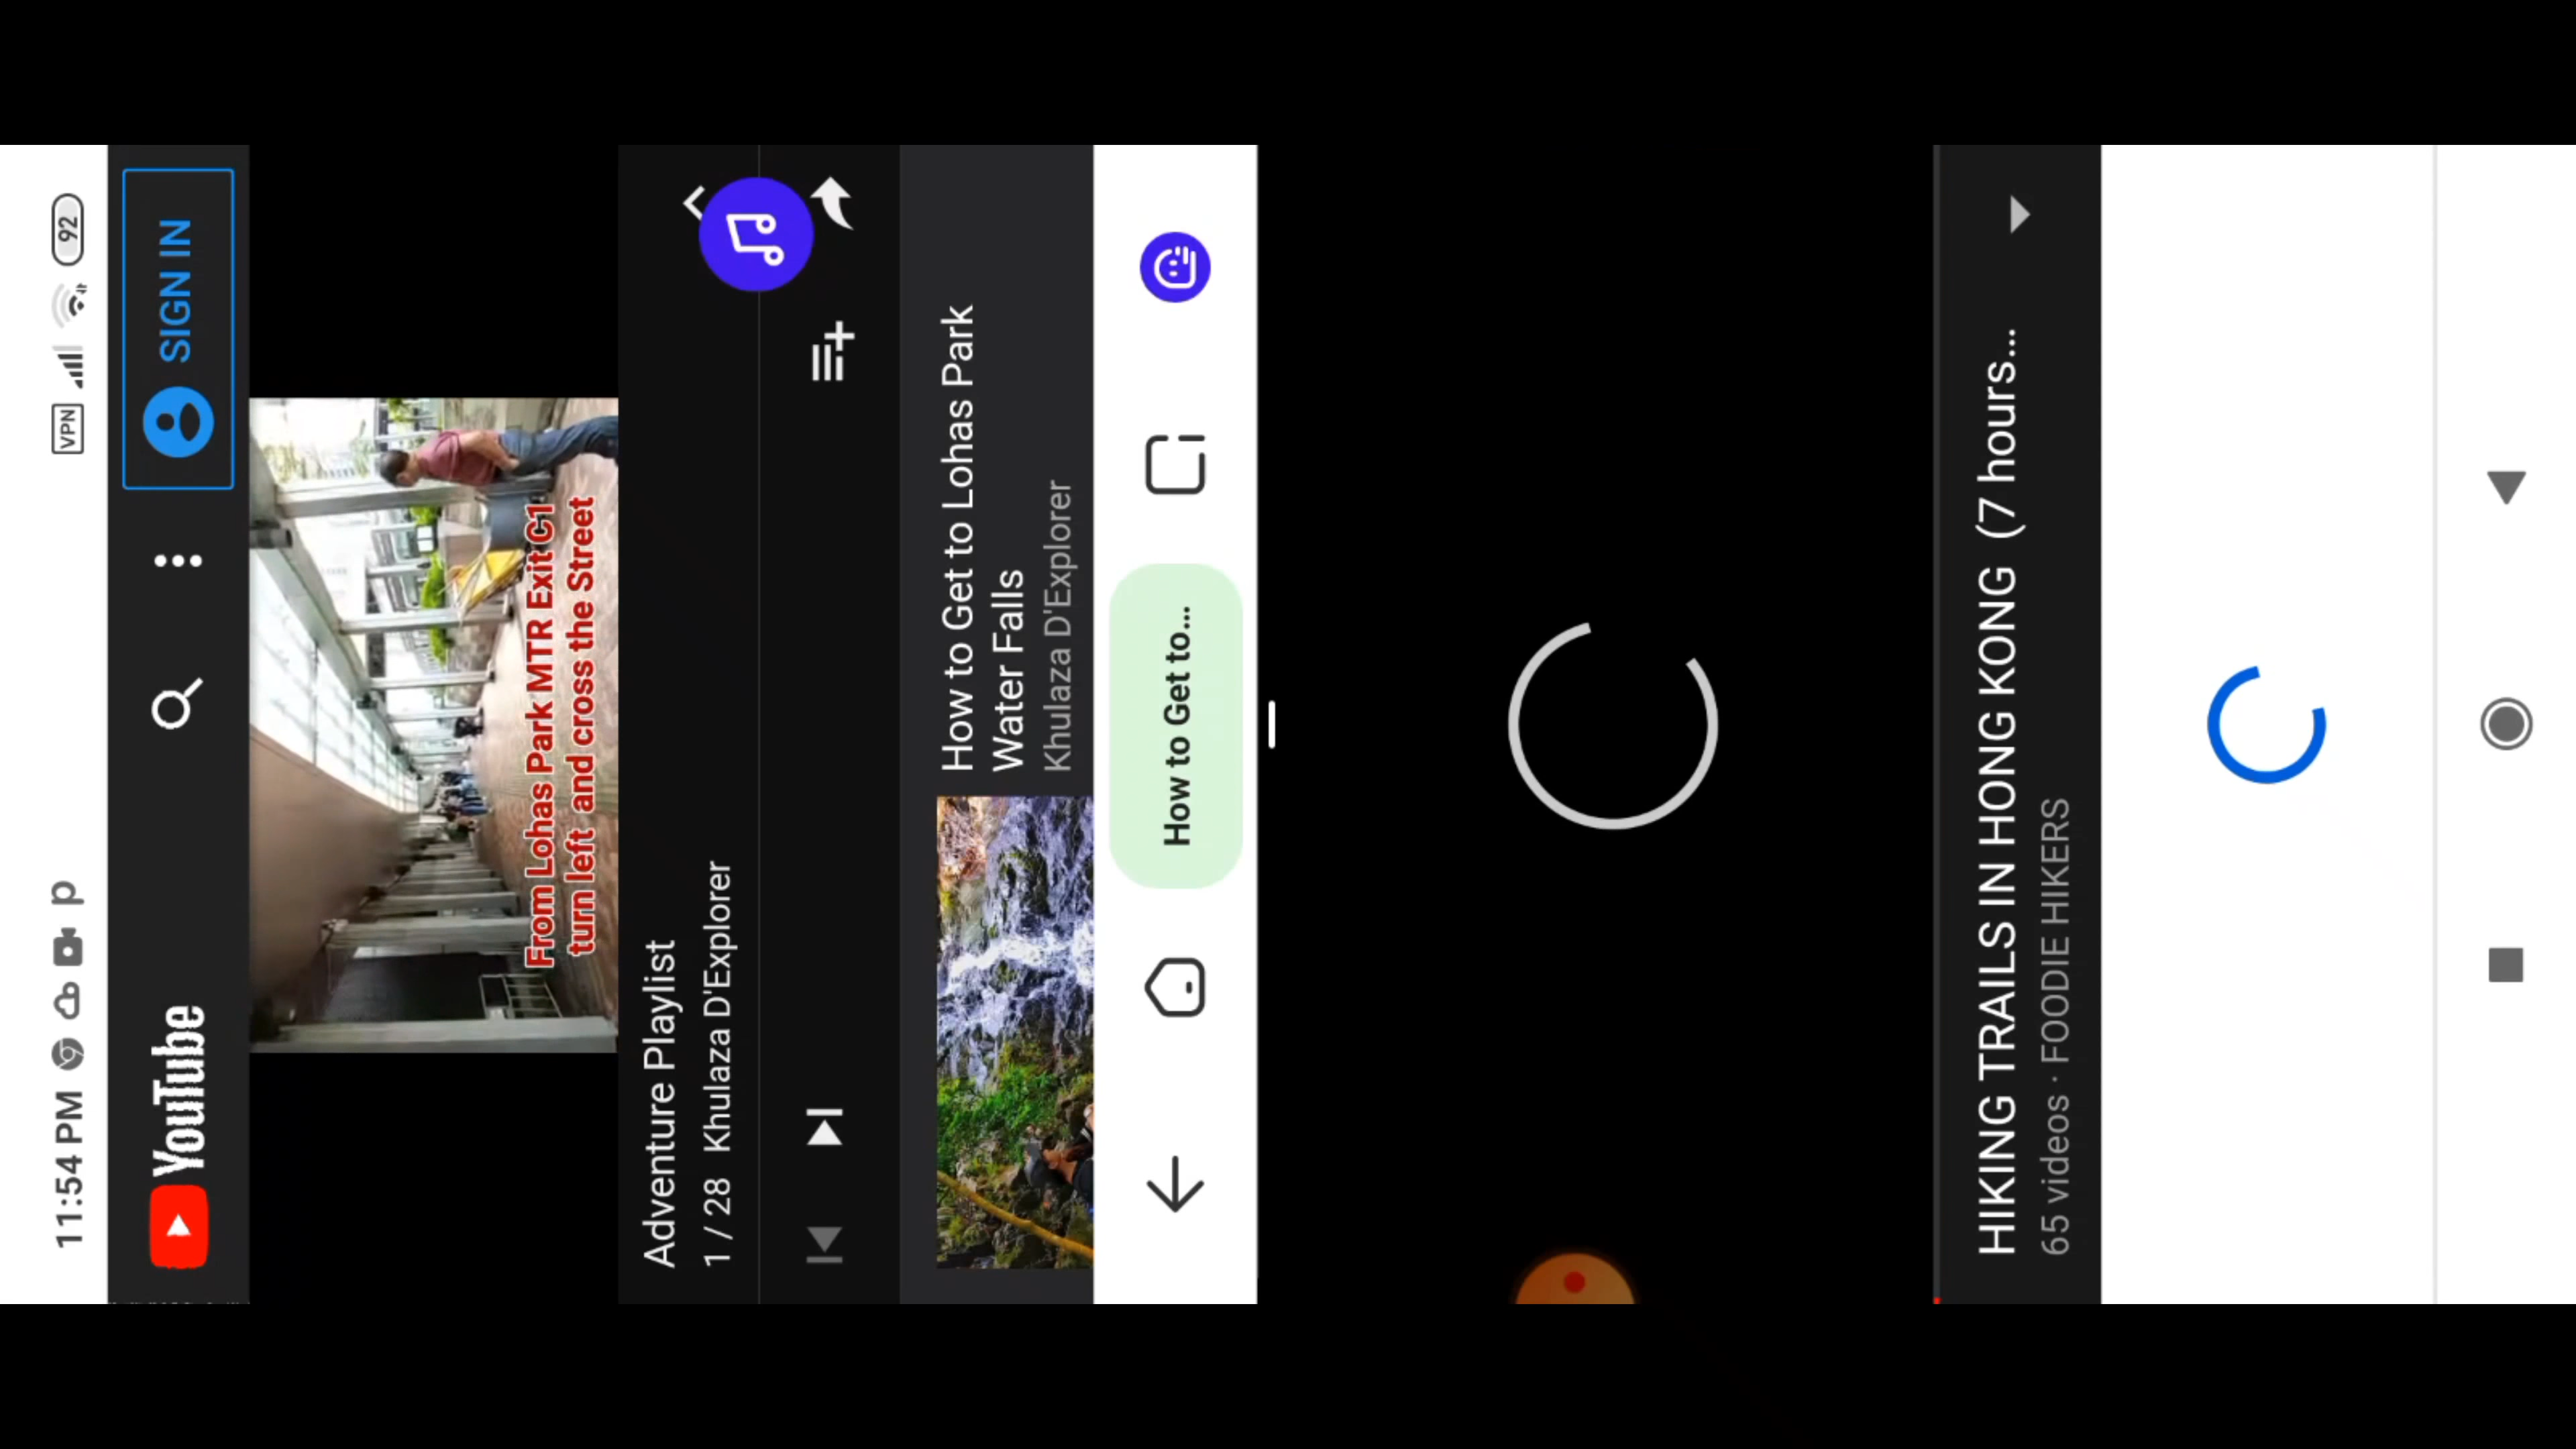 11:54 PM
p
VPN
92
YouTube
SIGN IN
From Lohas Park MTR Exit C1
turn left and cross the Street
Adventure Playlist
1 / 28 Khulaza D'Explorer
How to Get to Lohas Park
Water Falls
Khulaza D'Explorer
How to Get to...
HIKING TRAILS IN HONG KONG (7 hours...
65 videos · FOODIE HIKERS